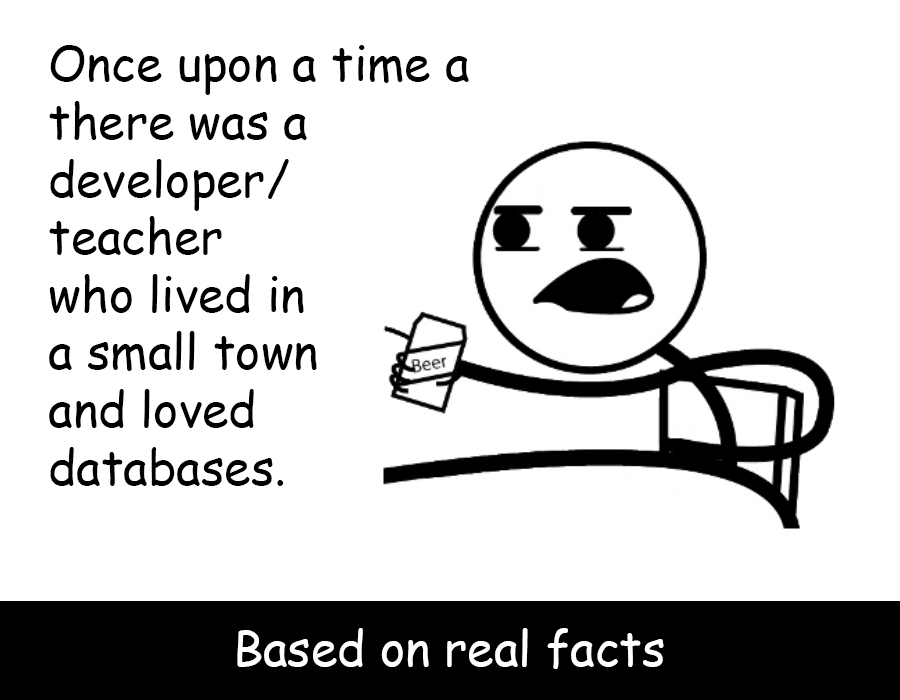 Once upon a time a
there was a
developer/
teacher
who lived in
a small town
and loved
databases.
Beer
Based on real facts